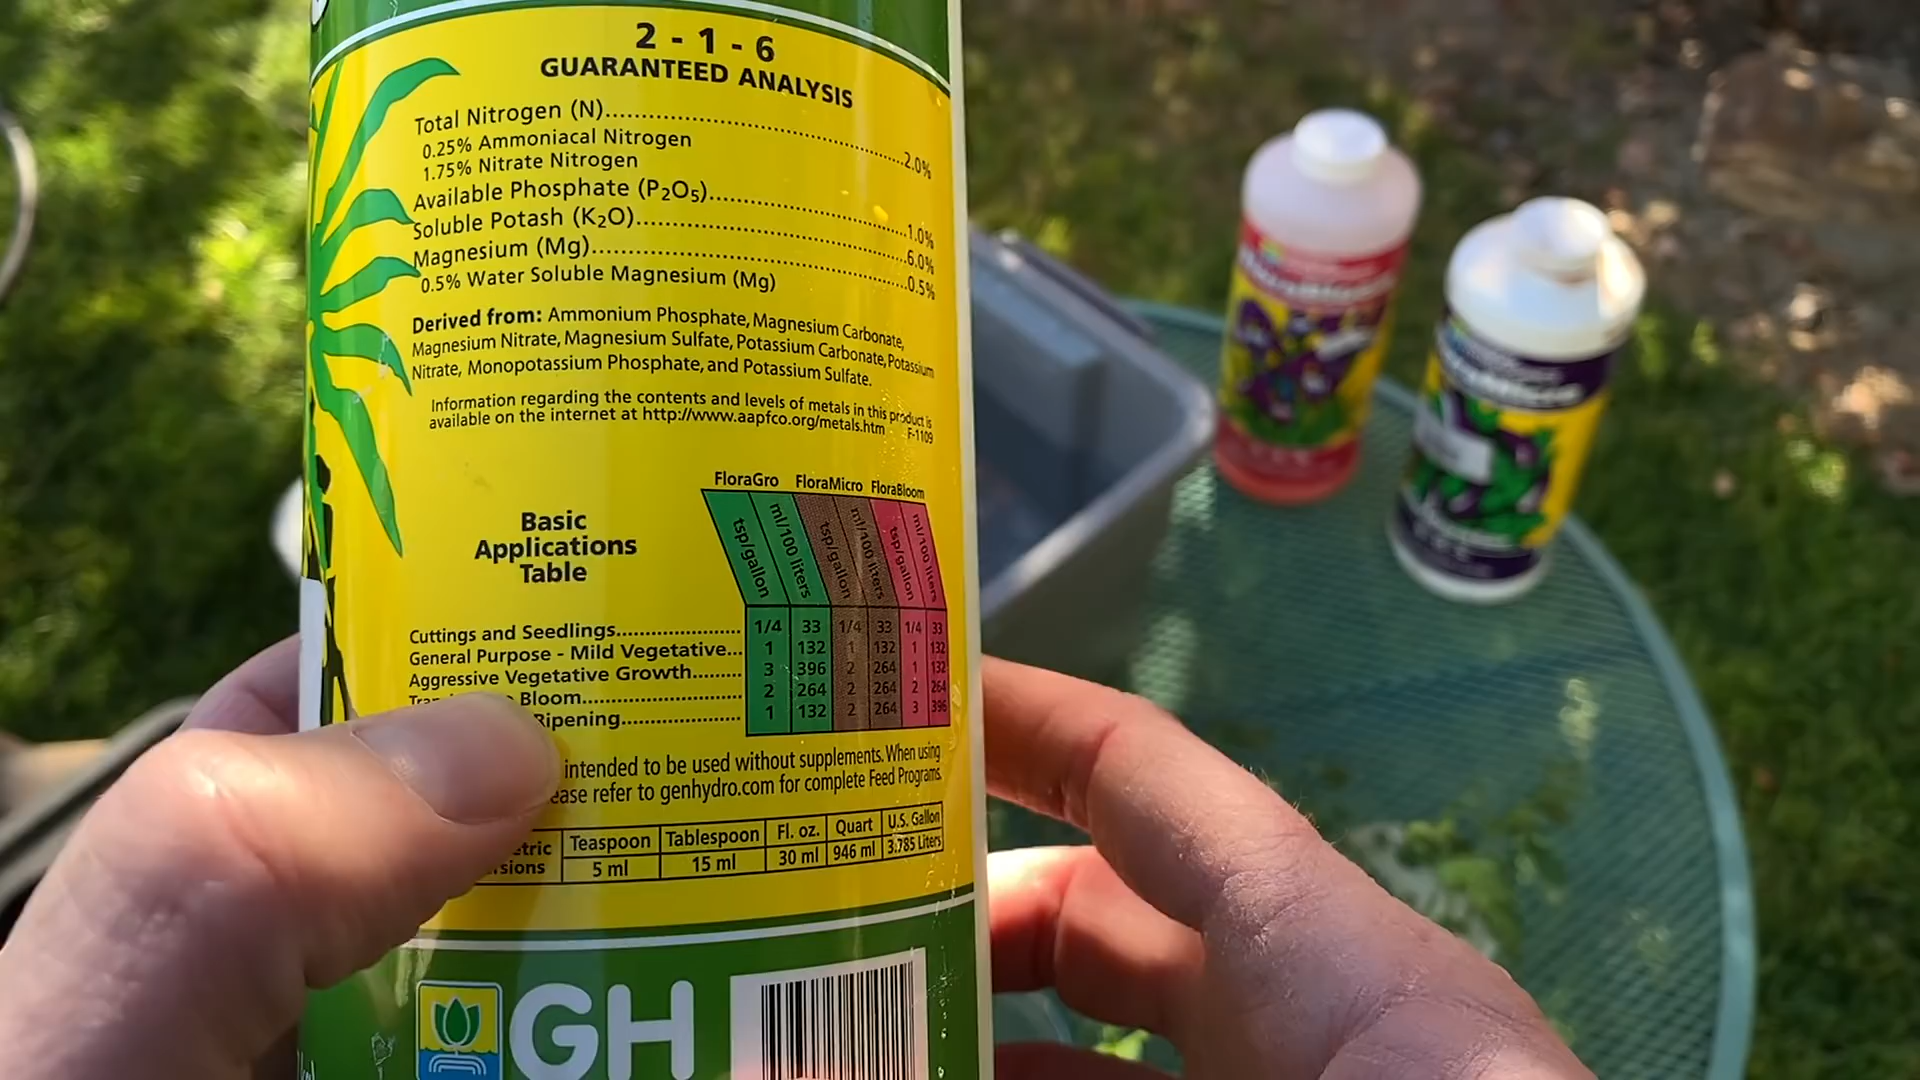 2 - 1 - 6
GUARANTEED ANALYSIS
Total Nitrogen (N)..........2.0%
0.25% Ammoniacal Nitrogen
1.75% Nitrate Nitrogen
Available Phosphate (P₂O₅)..........1.0%
Soluble Potash (K₂O)..........6.0%
Magnesium (Mg)..........0.5%
0.5% Water Soluble Magnesium (Mg)
Derived from: Ammonium Phosphate, Magnesium Carbonate,
Magnesium Nitrate, Magnesium Sulfate, Potassium Carbonate, Potassium
Nitrate, Monopotassium Phosphate, and Potassium Sulfate.
Information regarding the contents and levels of metals in this product is
available on the internet at http://www.aapfco.org/metals.htm F-1109
FloraGro FloraMicro FloraBloom
tsp/gallon ml/100 liters tsp/gallon ml/100 liters tsp/gallon ml/100 liters
Basic
Applications
Table
Cuttings and Seedlings.......... 1/4 33 1/4 33 1/4 33
General Purpose - Mild Vegetative... 1 132 1 132 1 132
Aggressive Vegetative Growth.......... 3 396 2 264 1 132
Bloom.......... 2 264 2 264 2 264
Ripening.......... 1 132 2 264 3 396
intended to be used without supplements. When using
refer to genhydro.com for complete Feed Programs.
Teaspoon Tablespoon Fl. oz. Quart U.S. Gallon
5 ml 15 ml 30 ml 946 ml 3.785 Liters
GH